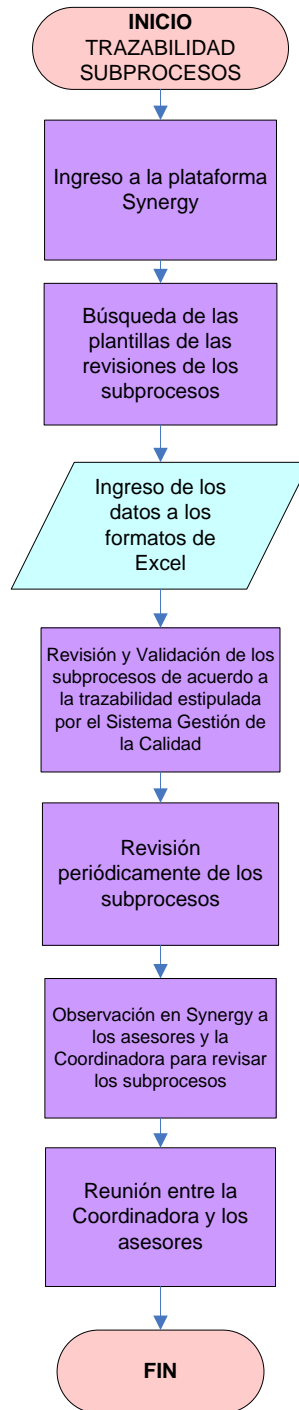 INICIO
TRAZABILIDAD
SUBPROCESOS
Ingreso a la plataforma
Synergy
Búsqueda de las
plantillas de las
revisiones de los
subprocesos
Ingreso de los
datos a los
formatos de
Excel
Revisión y Validación de los
subprocesos de acuerdo a
la trazabilidad estipulada
por el Sistema Gestión de
la Calidad
Revisión
periódicamente de los
subprocesos
Observación en Synergy a
los asesores y la
Coordinadora para revisar
los subprocesos
Reunión entre la
Coordinadora y los
asesores
FIN